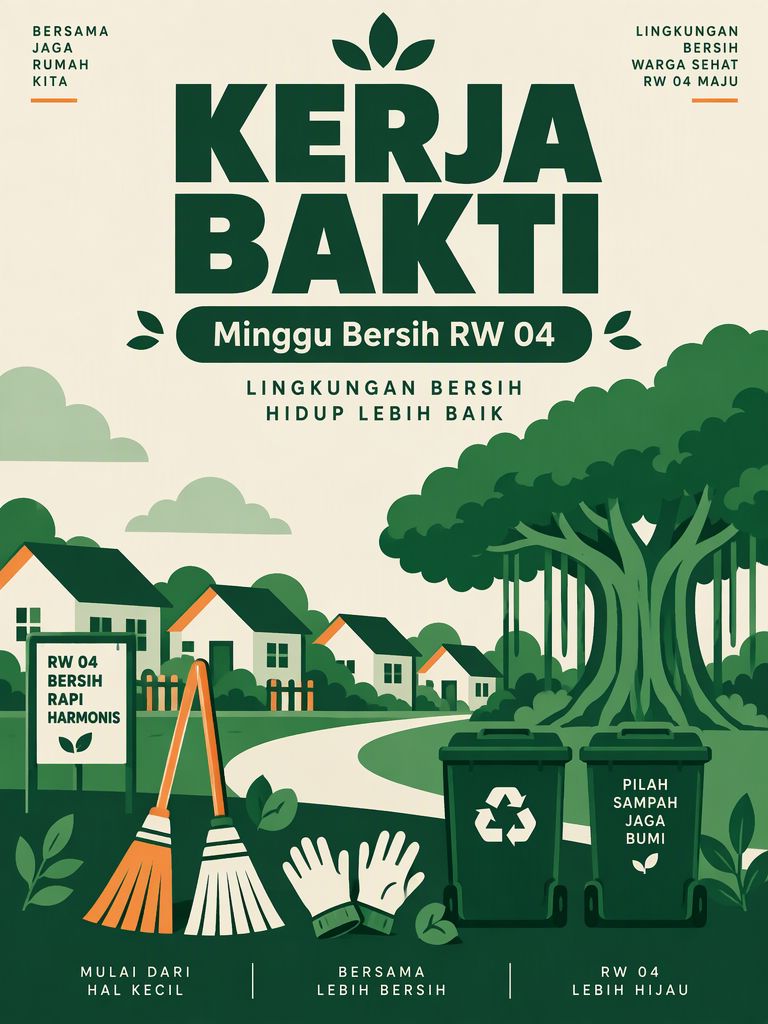 BERSAMA
JAGA
RUMAH
KITA
LINGKUNGAN
BERSIH
WARGA SEHAT
RW 04 MAJU
KERJA
BAKTI
Minggu Bersih RW 04
LINGKUNGAN BERSIH
HIDUP LEBIH BAIK
RW 04
BERSIH
RAPI
HARMONIS
PILAH
SAMPAH
JAGA
BUMI
MULAI DARI
HAL KECIL
BERSAMA
LEBIH BERSIH
RW 04
LEBIH HIJAU